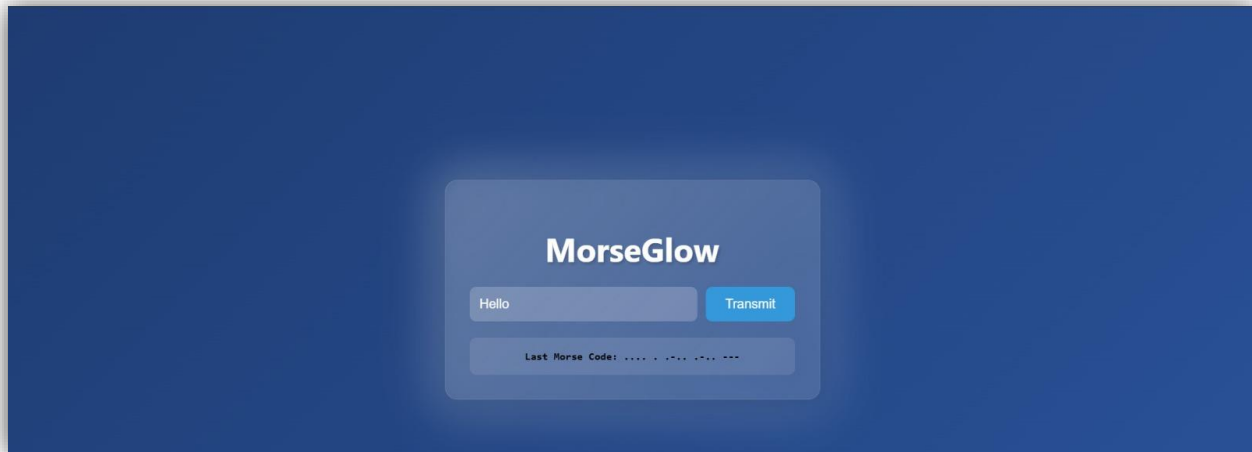 MorseGlow
Hello
Transmit
Last Morse Code: .... . .-.. .-.. ---